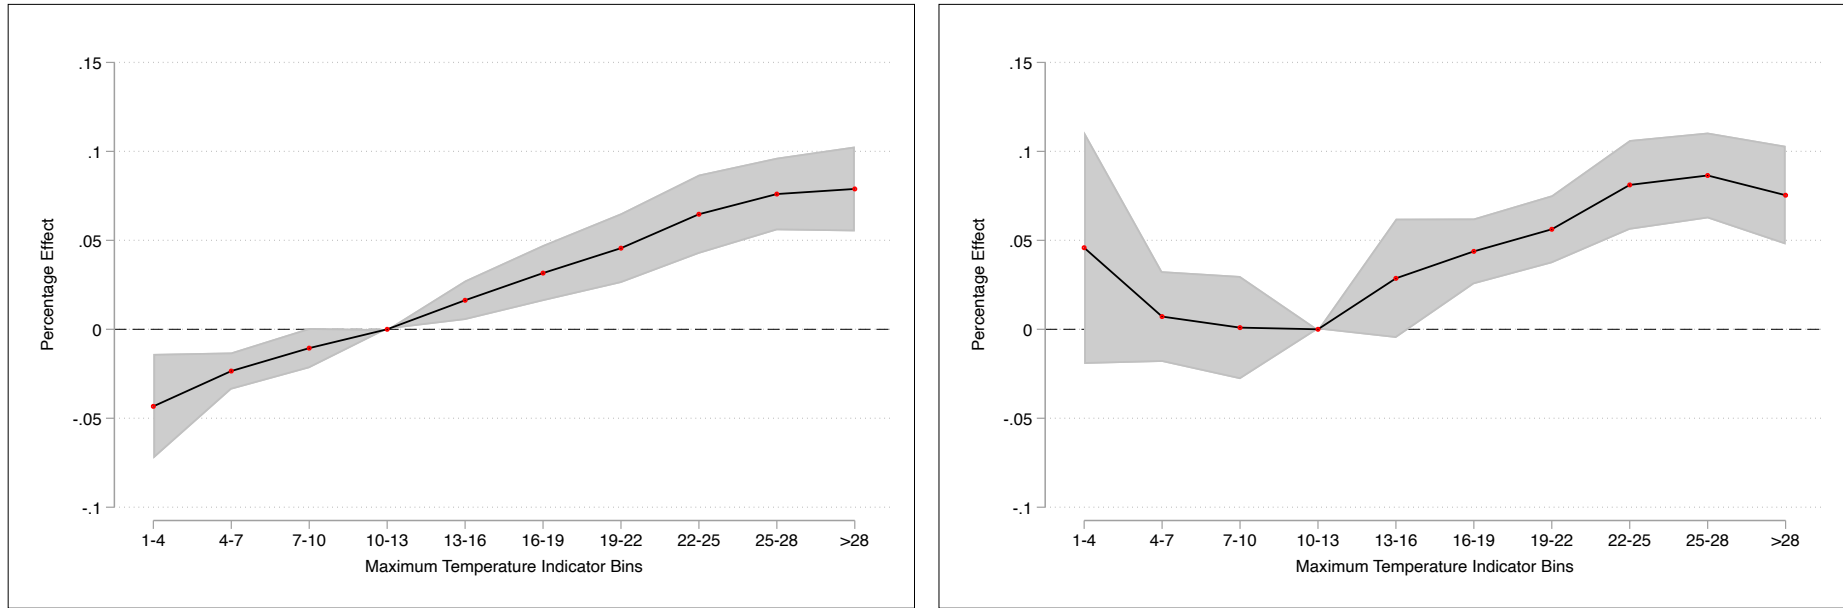 Percentage Effect
.15
.1
.05
0
-.05
-.1
1-4 4-7 7-10 10-13 13-16 16-19 19-22 22-25 25-28 >28
Maximum Temperature Indicator Bins
Percentage Effect
.15
.1
.05
0
-.05
-.1
1-4 4-7 7-10 10-13 13-16 16-19 19-22 22-25 25-28 >28
Maximum Temperature Indicator Bins